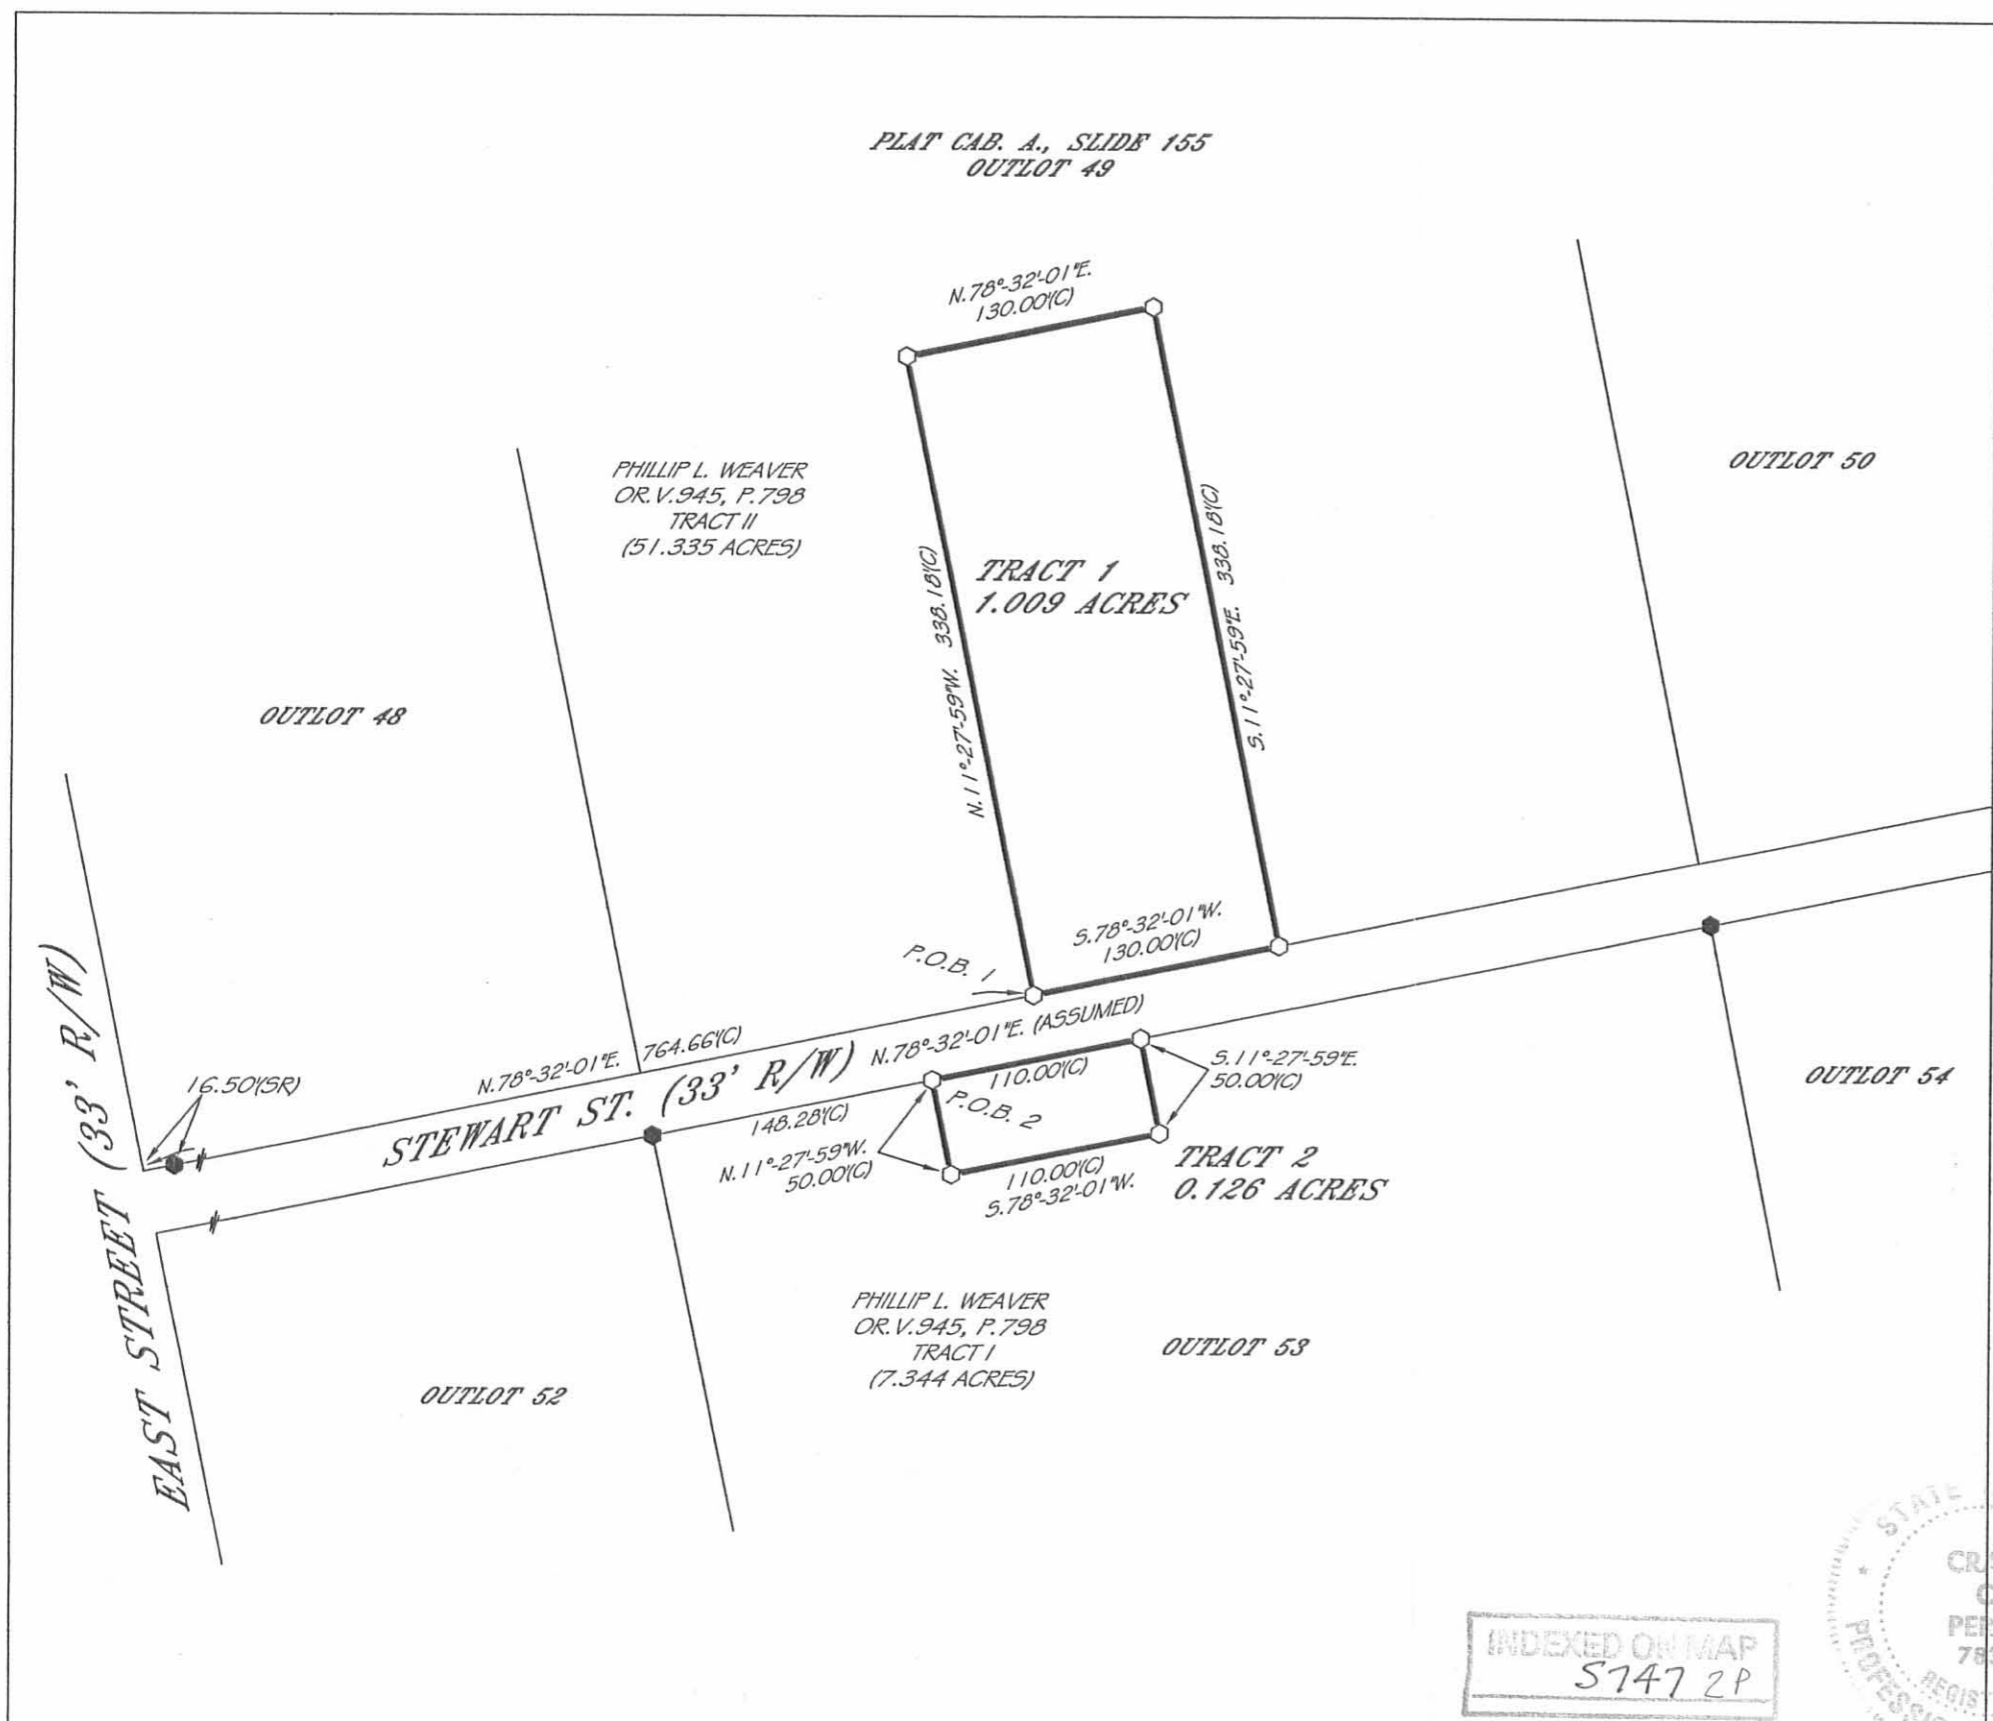 PLAT CAB. A., SLIDE 155
OUTLOT 49
N.78°-32'-01"E.
130.00'(C)
PHILLIP L. WEAVER
OR.V.945, P.798
TRACT II
(51.335 ACRES)
OUTLOT 50
N.11°-27'-59"W. 338.18'(C)
TRACT 1
1.009 ACRES
S.11°-27'-59"E. 338.18'(C)
OUTLOT 48
S.78°-32'-01"W.
130.00'(C)
P.O.B. 1
N.78°-32'-01"E. 764.66'(C)
N.78°-32'-01"E. (ASSUMED)
STEWART ST. (33' R/W)
16.50'(SR)
EAST STREET (33' R/W)
148.28'(C)
110.00'(C)
P.O.B. 2
S.11°-27'-59"E.
50.00'(C)
N.11°-27'-59"W.
50.00'(C)
110.00'(C)
S.78°-32'-01"W.
TRACT 2
0.126 ACRES
OUTLOT 54
PHILLIP L. WEAVER
OR.V.945, P.798
TRACT I
(7.344 ACRES)
OUTLOT 53
OUTLOT 52
INDEXED ON MAP
S747 2P
STATE